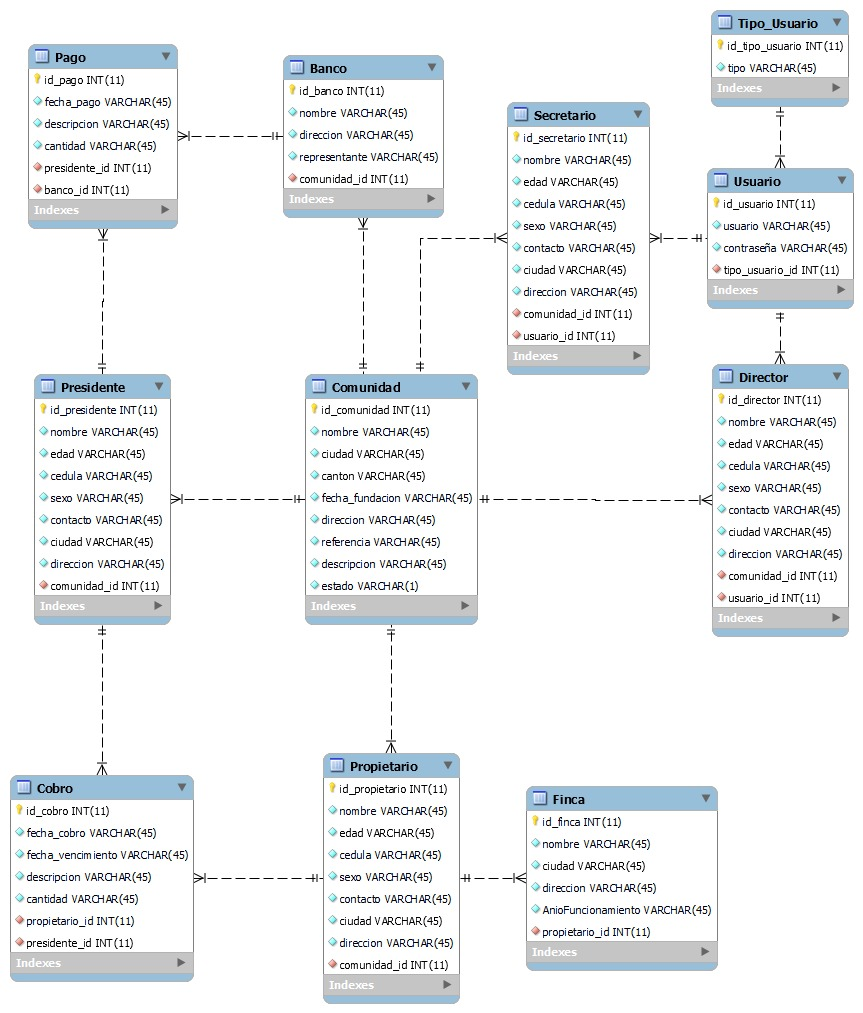 Tipo_Usuario
id_tipo_usuario INT(11)
tipo VARCHAR(45)
Indexes
Pago
id_pago INT(11)
fecha_pago VARCHAR(45)
descripcion VARCHAR(45)
cantidad VARCHAR(45)
presidente_id INT(11)
banco_id INT(11)
Indexes
Banco
id_banco INT(11)
nombre VARCHAR(45)
direccion VARCHAR(45)
representante VARCHAR(45)
comunidad_id INT(11)
Indexes
Secretario
id_secretario INT(11)
nombre VARCHAR(45)
edad VARCHAR(45)
cedula VARCHAR(45)
sexo VARCHAR(45)
contacto VARCHAR(45)
ciudad VARCHAR(45)
direccion VARCHAR(45)
comunidad_id INT(11)
usuario_id INT(11)
Indexes
Usuario
id_usuario INT(11)
usuario VARCHAR(45)
contraseña VARCHAR(45)
tipo_usuario_id INT(11)
Indexes
Presidente
id_presidente INT(11)
nombre VARCHAR(45)
edad VARCHAR(45)
cedula VARCHAR(45)
sexo VARCHAR(45)
contacto VARCHAR(45)
ciudad VARCHAR(45)
direccion VARCHAR(45)
comunidad_id INT(11)
Indexes
Comunidad
id_comunidad INT(11)
nombre VARCHAR(45)
ciudad VARCHAR(45)
canton VARCHAR(45)
fecha_fundacion VARCHAR(45)
direccion VARCHAR(45)
referencia VARCHAR(45)
descripcion VARCHAR(45)
estado VARCHAR(1)
Indexes
Director
id_director INT(11)
nombre VARCHAR(45)
edad VARCHAR(45)
cedula VARCHAR(45)
sexo VARCHAR(45)
contacto VARCHAR(45)
ciudad VARCHAR(45)
direccion VARCHAR(45)
comunidad_id INT(11)
usuario_id INT(11)
Indexes
Cobro
id_cobro INT(11)
fecha_cobro VARCHAR(45)
fecha_vencimiento VARCHAR(45)
descripcion VARCHAR(45)
cantidad VARCHAR(45)
propietario_id INT(11)
presidente_id INT(11)
Indexes
Propietario
id_propietario INT(11)
nombre VARCHAR(45)
edad VARCHAR(45)
cedula VARCHAR(45)
sexo VARCHAR(45)
contacto VARCHAR(45)
ciudad VARCHAR(45)
direccion VARCHAR(45)
comunidad_id INT(11)
Indexes
Finca
id_finca INT(11)
nombre VARCHAR(45)
ciudad VARCHAR(45)
direccion VARCHAR(45)
AnioFuncionamiento VARCHAR(45)
propietario_id INT(11)
Indexes